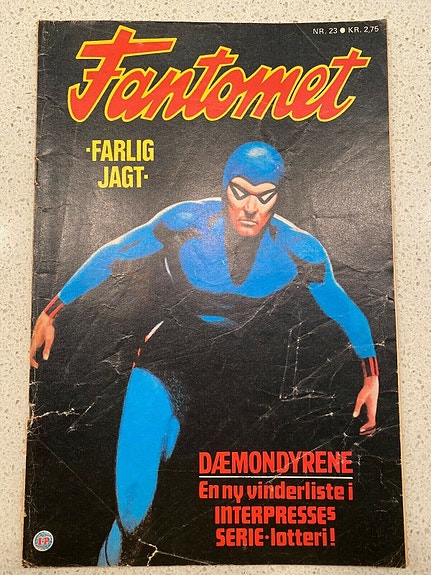 NR. 23 ● KR. 2,75
Fantomet
·FARLIG
JAGT·
DÆMONDYRENE
En ny vinderliste i
INTERPRESSEs
SERIE-lotteri!
I·P